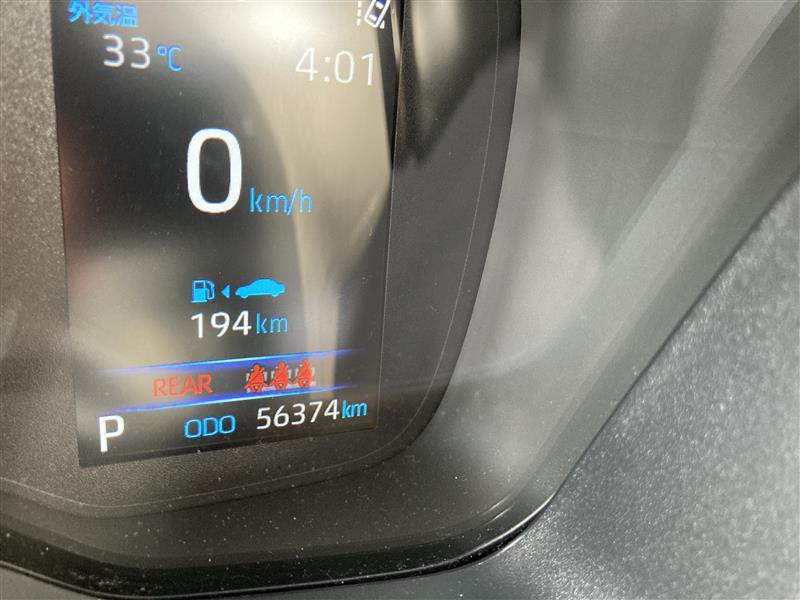 外気温
33℃ 4:01
0 km/h
194km
REAR
P ODO 56374km